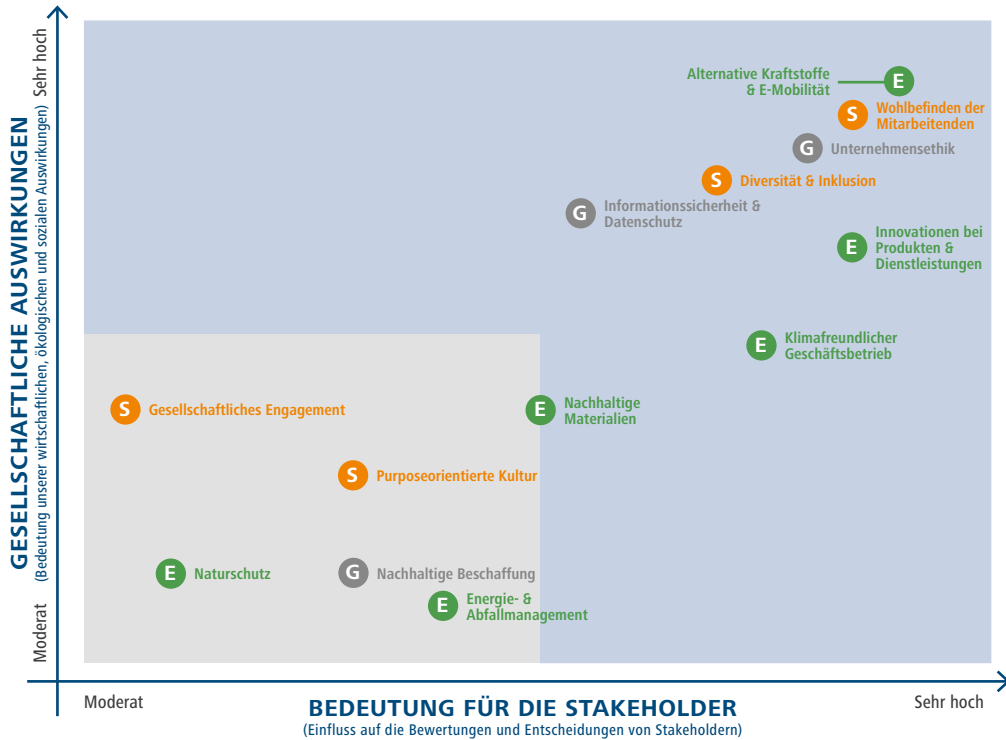 GESELLSCHAFTLICHE AUSWIRKUNGEN
(Bedeutung unserer wirtschaftlichen, ökologischen und sozialen Auswirkungen)
Sehr hoch
Moderat
Alternative Kraftstoffe
& E-Mobilität
E
S
Wohlbefinden der
Mitarbeitenden
G
Unternehmensethik
S
Diversität & Inklusion
G
Informationssicherheit &
Datenschutz
E
Innovationen bei
Produkten &
Dienstleistungen
E
Klimafreundlicher
Geschäftsbetrieb
S
Gesellschaftliches Engagement
E
Nachhaltige
Materialien
S
Purposeorientierte Kultur
E
Naturschutz
G
Nachhaltige Beschaffung
E
Energie- &
Abfallmanagement
Moderat
Sehr hoch
BEDEUTUNG FÜR DIE STAKEHOLDER
(Einfluss auf die Bewertungen und Entscheidungen von Stakeholdern)